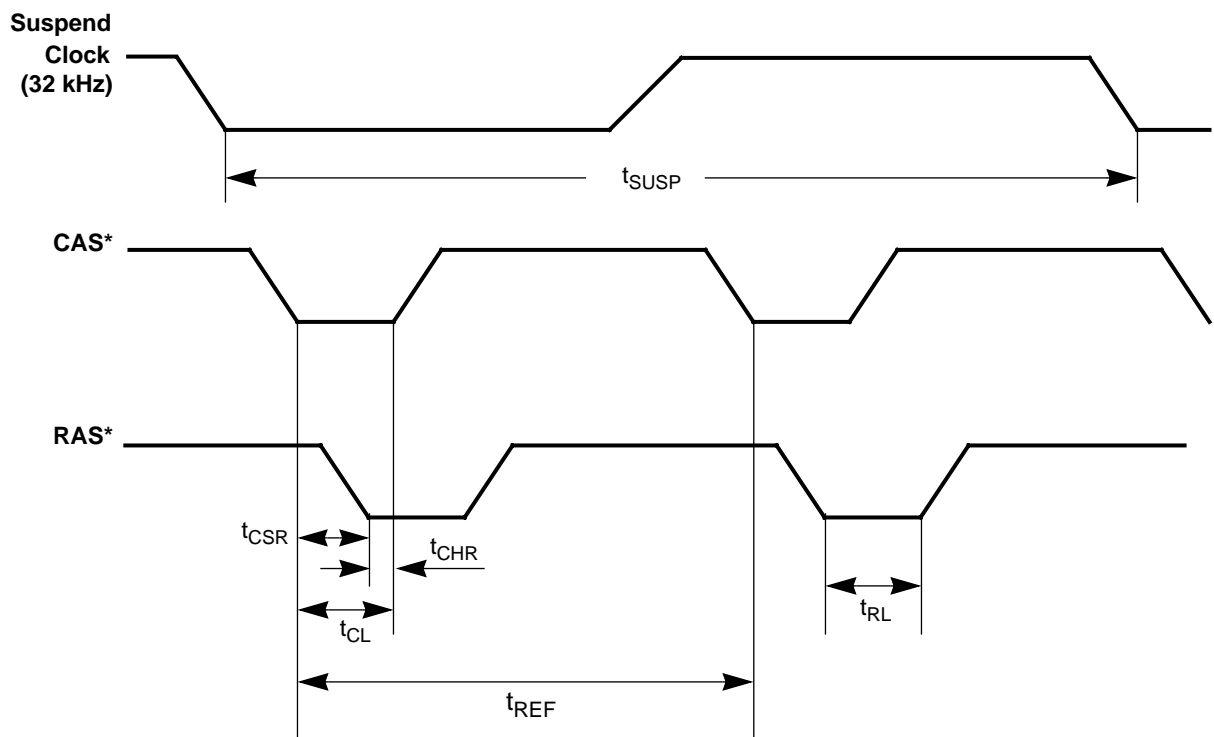 Suspend
Clock
(32 kHz)
tSUSP
CAS*
RAS*
tCSR
tCHR
tCL
tRL
tREF